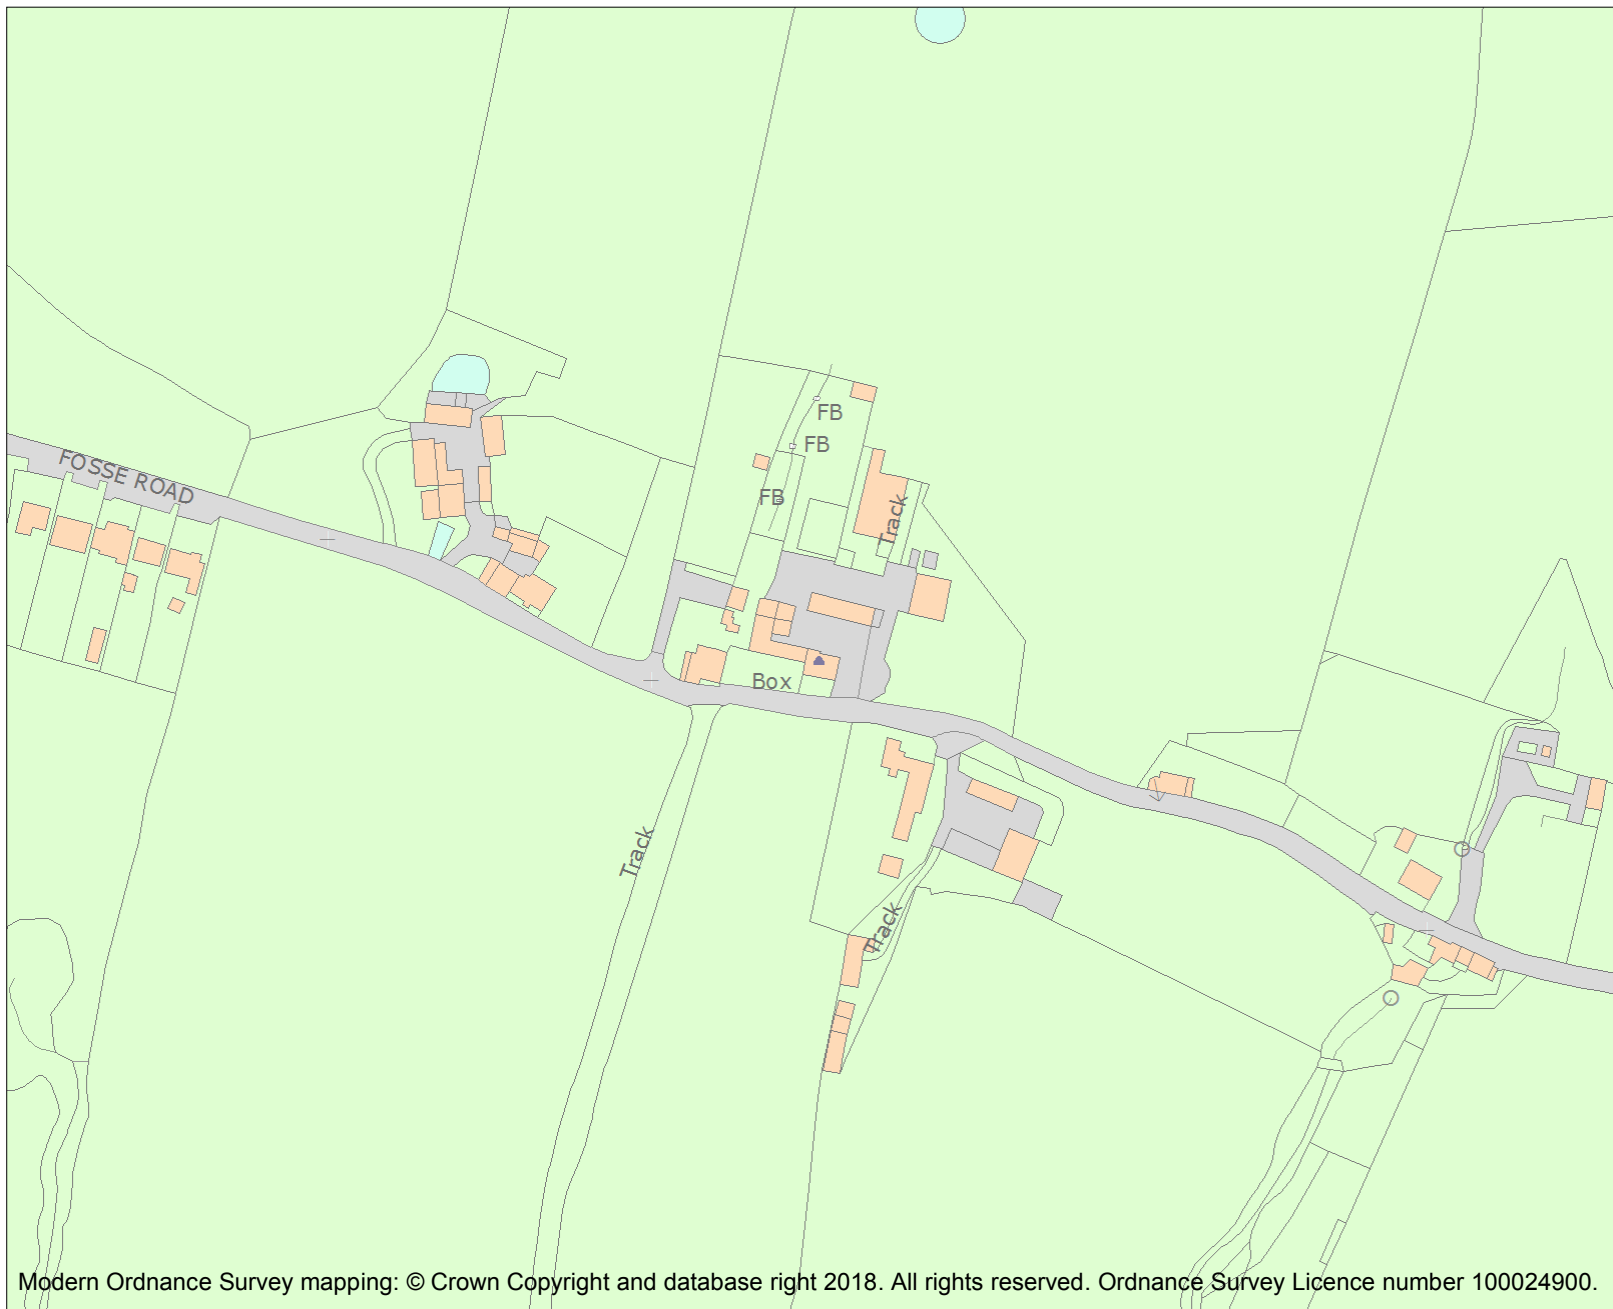 FB
FB
FOSSE ROAD
FB
Track
Box
Track
Track
Modern Ordnance Survey mapping: © Crown Copyright and database right 2018. All rights reserved. Ordnance Survey Licence number 100024900.